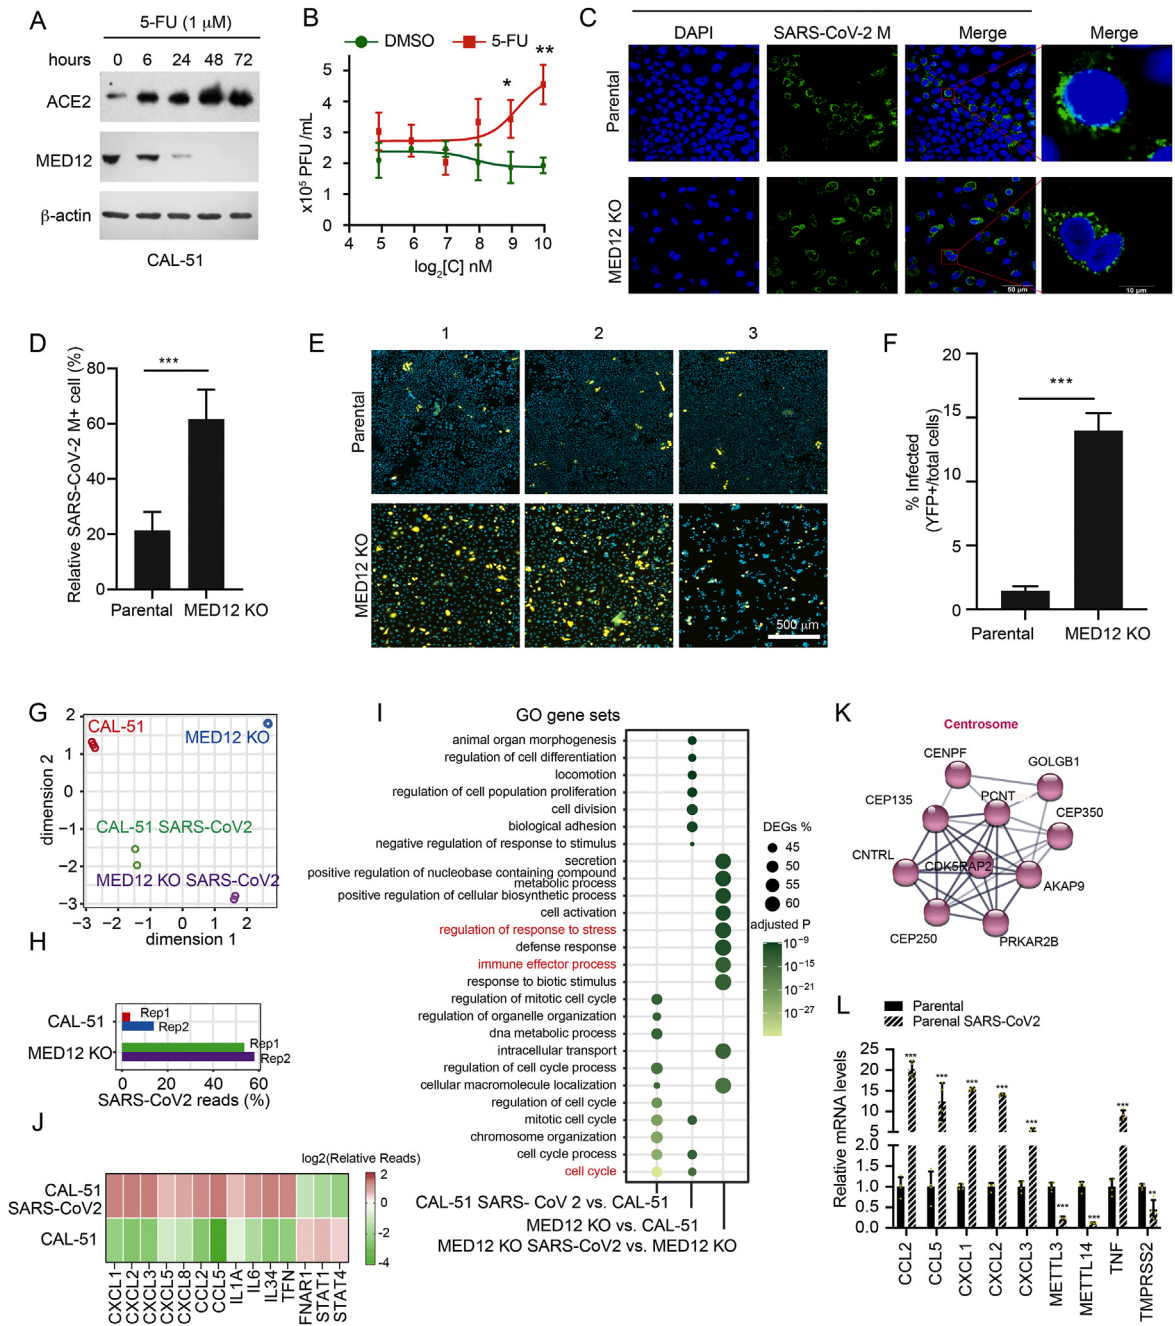 A
5-FU (1 μM)
hours 0 6 24 48 72
ACE2
MED12
β-actin
CAL-51
B
DMSO 5-FU
**
*
5
4
3
2
1
0
x10⁵ PFU /mL
4 5 6 7 8 9 10
log₂[C] nM
C
DAPI SARS-CoV-2 M Merge Merge
Parental
MED12 KO
50 μm
10 μm
D
Relative SARS-CoV-2 M+ cell (%)
***
80
60
40
20
0
Parental MED12 KO
E
1 2 3
Parental
MED12 KO
500 μm
F
% Infected
(YFP+/total cells)
***
20
15
10
5
0
Parental MED12 KO
G
dimension 2
2
1
0
−1
−2
−3
CAL-51
MED12 KO
CAL-51 SARS-CoV2
MED12 KO SARS-CoV2
−3 −2 −1 0 1 2
dimension 1
H
CAL-51
Rep1
Rep2
MED12 KO
Rep1
Rep2
0 20 40 60
SARS-CoV2 reads (%)
I
GO gene sets
animal organ morphogenesis
regulation of cell differentiation
locomotion
regulation of cell population proliferation
cell division
biological adhesion
negative regulation of response to stimulus
secretion
positive regulation of nucleobase containing compound
metabolic process
positive regulation of cellular biosynthetic process
cell activation
regulation of response to stress
defense response
immune effector process
response to biotic stimulus
regulation of mitotic cell cycle
regulation of organelle organization
dna metabolic process
intracellular transport
regulation of cell cycle process
cellular macromolecule localization
regulation of cell cycle
mitotic cell cycle
chromosome organization
cell cycle process
cell cycle
CAL-51 SARS- CoV 2 vs. CAL-51
MED12 KO vs. CAL-51
MED12 KO SARS-CoV2 vs. MED12 KO
DEGs %
45
50
55
60
adjusted P
10⁻⁹
10⁻¹⁵
10⁻²¹
10⁻²⁷
J
log2(Relative Reads)
CAL-51
SARS-CoV2
CAL-51
2
0
−2
−4
CXCL1
CXCL2
CXCL3
CXCL5
CXCL8
CCL2
CCL5
IL1A
IL6
IL34
TFN
FNAR1
STAT1
STAT4
K
Centrosome
CENPF
GOLGB1
CEP135
PCNT
CEP350
CNTRL
CDK5RAP2
AKAP9
CEP250
PRKAR2B
L
Parental
Parenal SARS-CoV2
Relative mRNA levels
25
20
15
10
5
2.0
1.5
1.0
0.5
0.0
*** *** *** *** *** *** *** *** **
CCL2
CCL5
CXCL1
CXCL2
CXCL3
METTL3
METTL14
TNF
TMPRSS2